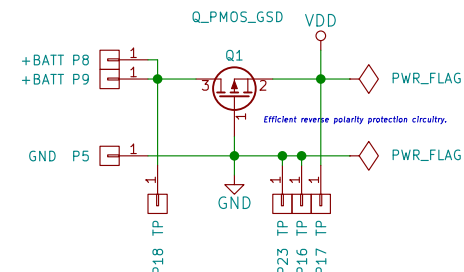 Q_PMOS_GSD
VDD
+BATT P8 1
Q1
+BATT P9 1
3 2
PWR_FLAG
1
Efficient reverse polarity protection circuitry.
GND P5 1
PWR_FLAG
1 1 1 1
GND
P18 TP
P23 TP
P16 TP
P17 TP